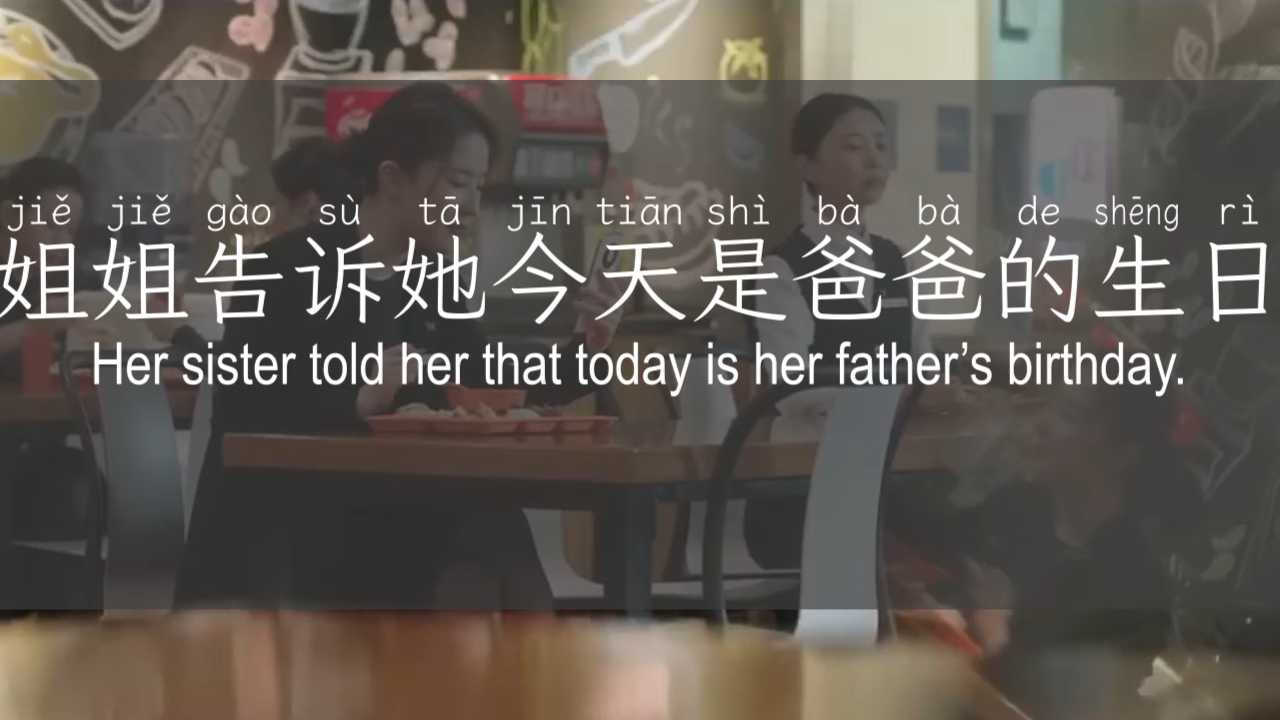 jiě jiě gào sù tā jīn tiān shì bà bà de shēng rì
姐姐告诉她今天是爸爸的生日
Her sister told her that today is her father’s birthday.